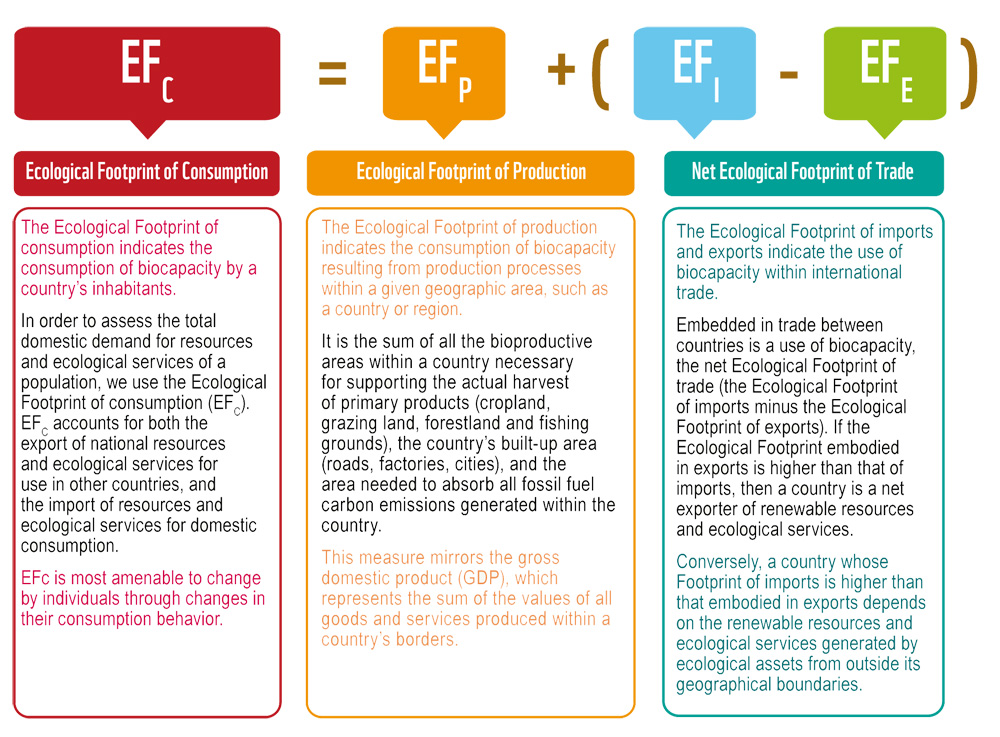 EFC = EFP + ( EFI - EFE )
Ecological Footprint of Consumption
The Ecological Footprint of
consumption indicates the
consumption of biocapacity by a
country's inhabitants.
In order to assess the total
domestic demand for resources
and ecological services of a
population, we use the Ecological
Footprint of consumption (EFC).
EFC accounts for both the
export of national resources
and ecological services for
use in other countries, and
the import of resources and
ecological services for domestic
consumption.
EFc is most amenable to change
by individuals through changes in
their consumption behavior.
Ecological Footprint of Production
The Ecological Footprint of production
indicates the consumption of biocapacity
resulting from production processes
within a given geographic area, such as
a country or region.
It is the sum of all the bioproductive
areas within a country necessary
for supporting the actual harvest
of primary products (cropland,
grazing land, forestland and fishing
grounds), the country's built-up area
(roads, factories, cities), and the
area needed to absorb all fossil fuel
carbon emissions generated within the
country.
This measure mirrors the gross
domestic product (GDP), which
represents the sum of the values of all
goods and services produced within a
country's borders.
Net Ecological Footprint of Trade
The Ecological Footprint of imports
and exports indicate the use of
biocapacity within international
trade.
Embedded in trade between
countries is a use of biocapacity,
the net Ecological Footprint of
trade (the Ecological Footprint
of imports minus the Ecological
Footprint of exports). If the
Ecological Footprint embodied
in exports is higher than that of
imports, then a country is a net
exporter of renewable resources
and ecological services.
Conversely, a country whose
Footprint of imports is higher than
that embodied in exports depends
on the renewable resources and
ecological services generated by
ecological assets from outside its
geographical boundaries.